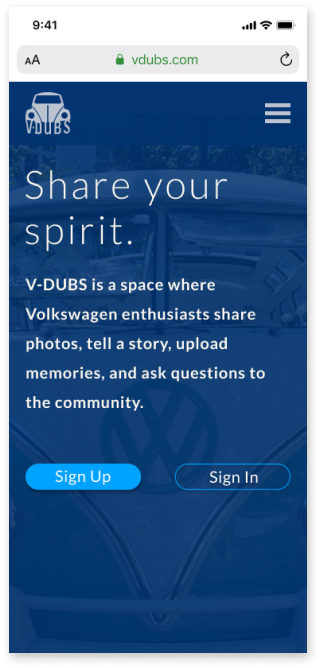 9:41
AA
vdubs.com
VDUBS
Share your
spirit.
V-DUBS is a space where
Volkswagen enthusiasts share
photos, tell a story, upload
memories, and ask questions to
the community.
Sign Up
Sign In